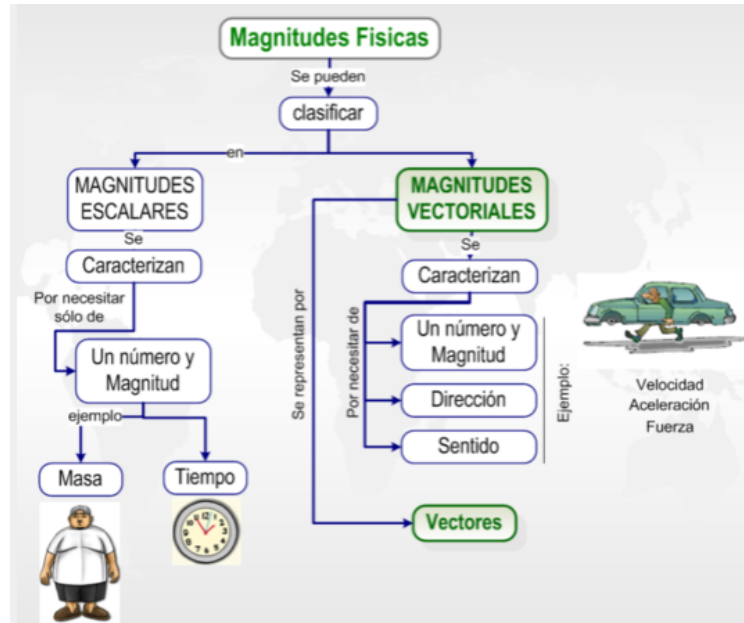 Magnitudes Fisicas
Se pueden
clasificar
en
MAGNITUDES
ESCALARES
Se
Caracterizan
Por necesitar
sólo de
Un número y
Magnitud
ejemplo
Masa
Tiempo
MAGNITUDES
VECTORIALES
Se
Caracterizan
Por necesitar de
Un número y
Magnitud
Dirección
Sentido
Ejemplo:
Velocidad
Aceleración
Fuerza
Se representan por
Vectores